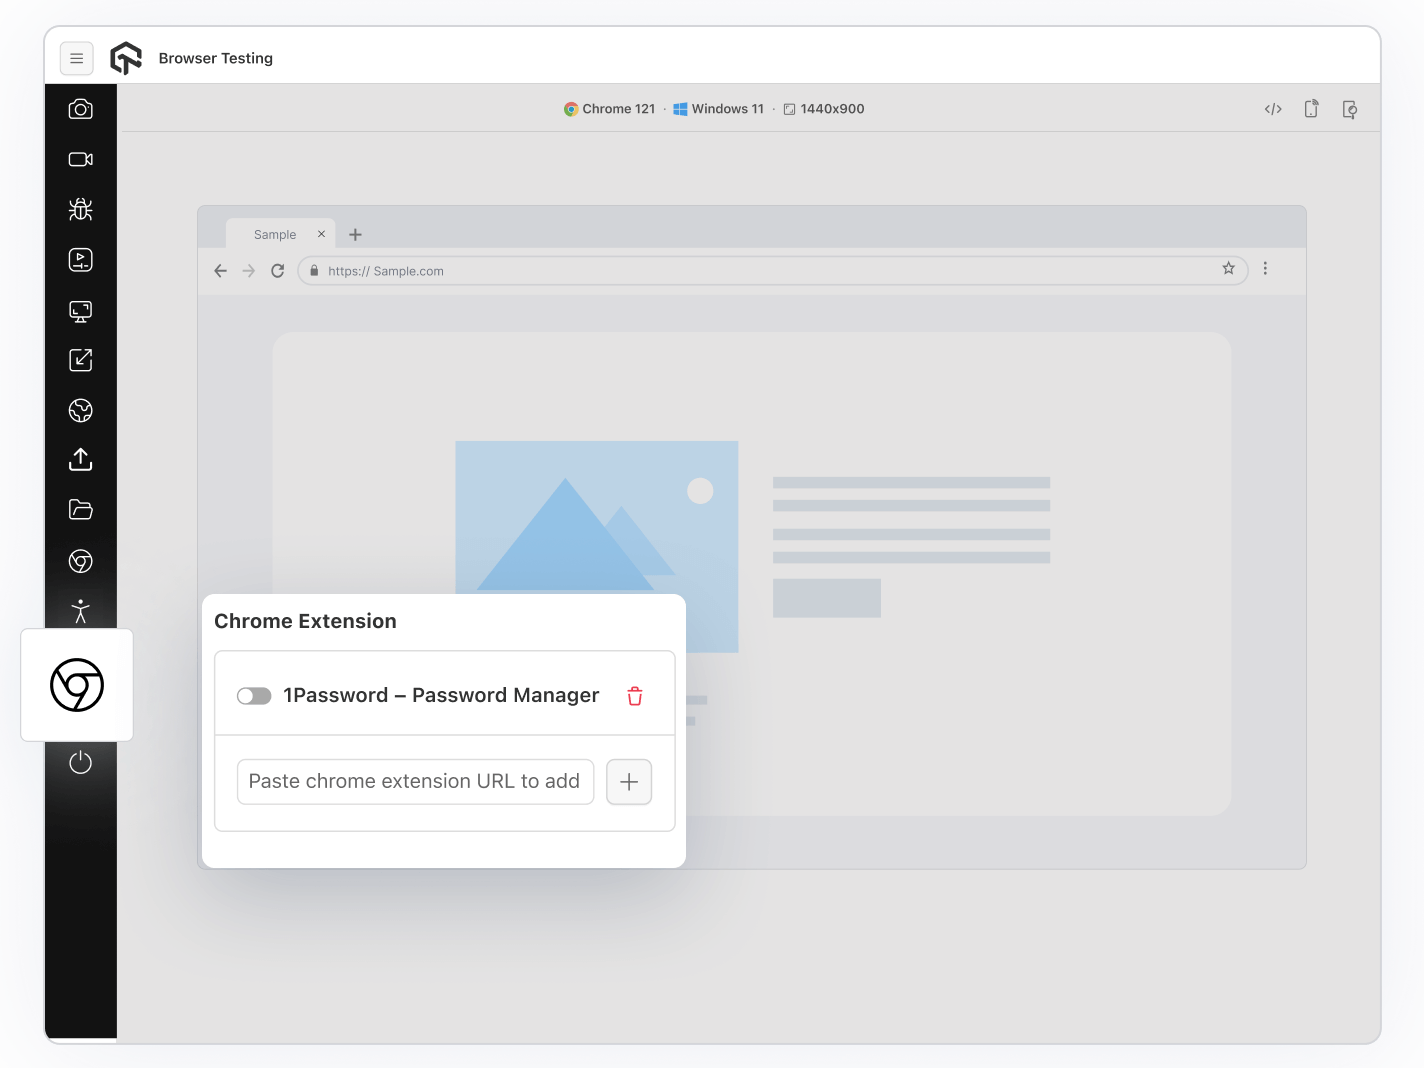 Browser Testing
Chrome 121 · Windows 11 · 1440x900
Sample
https:// Sample.com
Chrome Extension
1Password – Password Manager
Paste chrome extension URL to add